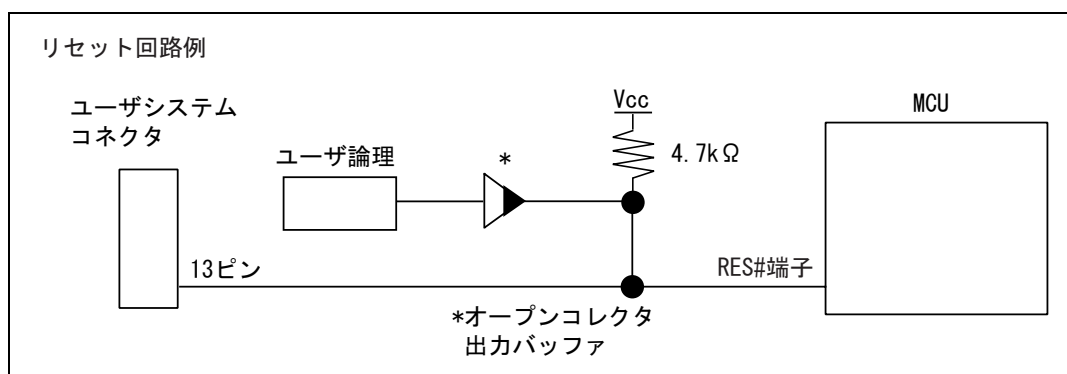 リセット回路例
ユーザシステム
コネクタ
ユーザ論理
*
Vcc
4.7kΩ
MCU
13ピン
RES#端子
*オープンコレクタ
出力バッファ